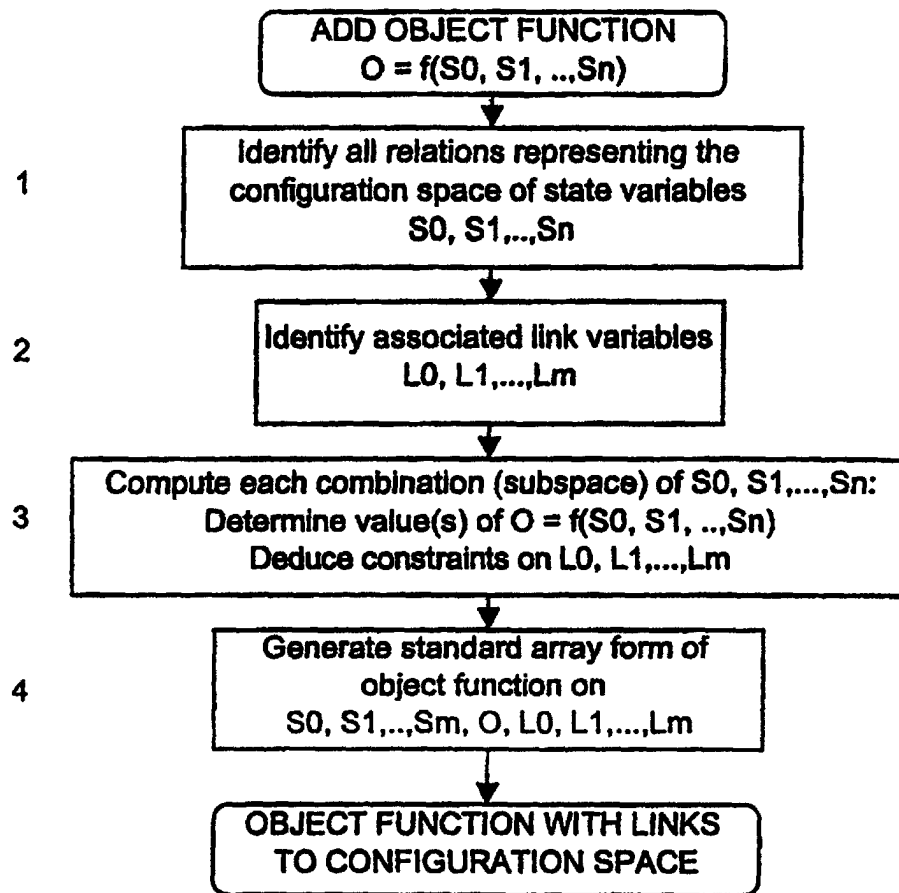 ADD OBJECT FUNCTION
O = f(S0, S1, ..,Sn)
1
Identify all relations representing the
configuration space of state variables
S0, S1,..,Sn
2
Identify associated link variables
L0, L1,...,Lm
3
Compute each combination (subspace) of S0, S1,...,Sn:
Determine value(s) of O = f(S0, S1, ..,Sn)
Deduce constraints on L0, L1,...,Lm
4
Generate standard array form of
object function on
S0, S1,..,Sm, O, L0, L1,...,Lm
OBJECT FUNCTION WITH LINKS
TO CONFIGURATION SPACE